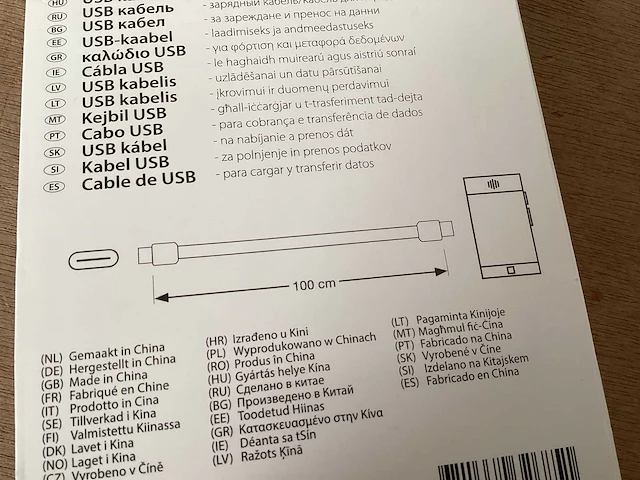 HU
RU USB кабель - зарядный кабель/кабель
BG USB кабел - за зареждане и пренос на данни
EE USB-kaabel - laadimiseks ja andmeedastuseks
GR καλώδιο USB - για φόρτιση και μεταφορά δεδομένων
IE Cábla USB - le haghaidh muirearú agus aistriú sonraí
LV USB kabelis - uzlādēšanai un datu pārsūtīšanai
LT USB kabelis - įkrovimui ir duomenų perdavimui
MT Kejbil USB - għall-iċċarġjar u t-trasferiment tad-dejta
PT Cabo USB - para cobrança e transferência de dados
SK USB kábel - na nabíjanie a prenos dát
SI Kabel USB - za polnjenje in prenos podatkov
ES Cable de USB - para cargar y transferir datos
100 cm
(NL) Gemaakt in China
(DE) Hergestellt in China
(GB) Made in China
(FR) Fabriqué en Chine
(IT) Prodotto in Cina
(SE) Tillverkad i Kina
(FI) Valmistettu Kiinassa
(DK) Lavet i Kina
(NO) Laget i Kina
(CZ) Vyrobeno v Číně
(HR) Izrađeno u Kini
(PL) Wyprodukowano w Chinach
(RO) Produs în China
(HU) Gyártás helye Kína
(RU) Сделано в китае
(BG) Произведено в Китай
(EE) Toodetud Hiinas
(GR) Κατασκευασμένο στην Κίνα
(IE) Déanta sa tSín
(LV) Ražots Ķīnā
(LT) Pagaminta Kinijoje
(MT) Magħmul fiċ-Ċina
(PT) Fabricado na China
(SK) Vyrobené v Číne
(SI) Izdelano na Kitajskem
(ES) Fabricado en China